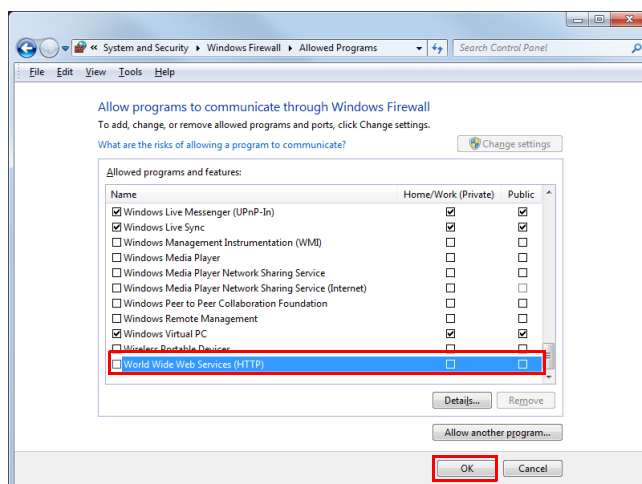 « System and Security ▸ Windows Firewall ▸ Allowed Programs
Search Control Panel
File Edit View Tools Help
Allow programs to communicate through Windows Firewall
To add, change, or remove allowed programs and ports, click Change settings.
What are the risks of allowing a program to communicate?
Change settings
Allowed programs and features:
Name Home/Work (Private) Public
Windows Live Messenger (UPnP-In)
Windows Live Sync
Windows Management Instrumentation (WMI)
Windows Media Player
Windows Media Player Network Sharing Service
Windows Media Player Network Sharing Service (Internet)
Windows Peer to Peer Collaboration Foundation
Windows Remote Management
Windows Virtual PC
Wireless Portable Devices
World Wide Web Services (HTTP)
Details... Remove
Allow another program...
OK Cancel